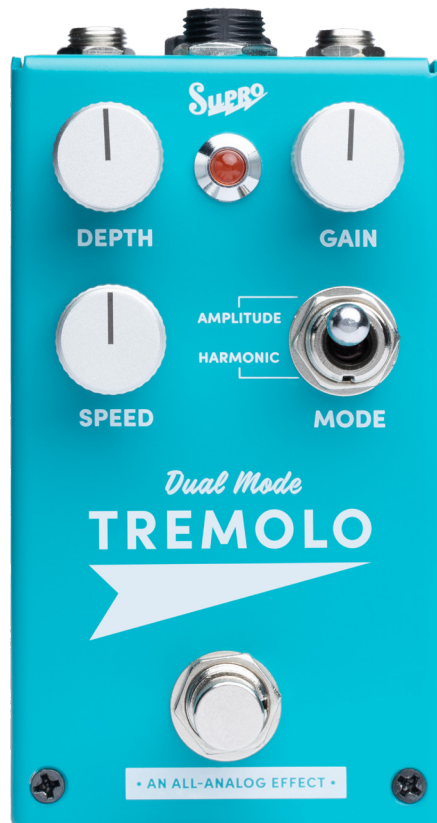 SUPRO
DEPTH
GAIN
AMPLITUDE
HARMONIC
SPEED
MODE
Dual Mode
TREMOLO
• AN ALL-ANALOG EFFECT •